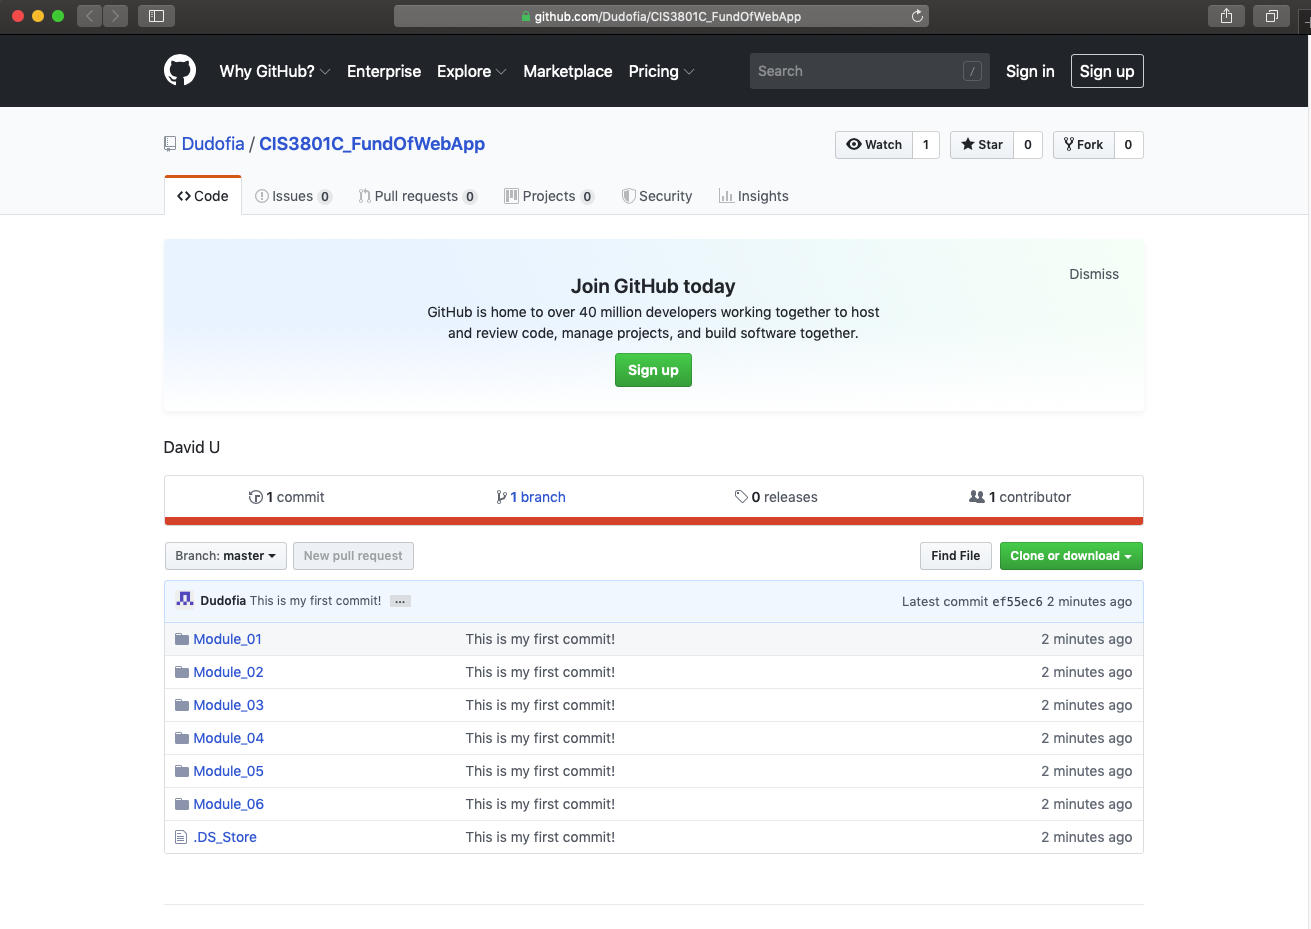 github.com/Dudofia/CIS3801C_FundOfWebApp
Why GitHub? Enterprise Explore Marketplace Pricing Search / Sign in Sign up
Dudofia / CIS3801C_FundOfWebApp Watch 1 Star 0 Fork 0
Code Issues 0 Pull requests 0 Projects 0 Security Insights
Dismiss
Join GitHub today
GitHub is home to over 40 million developers working together to host
and review code, manage projects, and build software together.
Sign up
David U
1 commit 1 branch 0 releases 1 contributor
Branch: master New pull request Find File Clone or download
Dudofia This is my first commit! ... Latest commit ef55ec6 2 minutes ago
Module_01 This is my first commit! 2 minutes ago
Module_02 This is my first commit! 2 minutes ago
Module_03 This is my first commit! 2 minutes ago
Module_04 This is my first commit! 2 minutes ago
Module_05 This is my first commit! 2 minutes ago
Module_06 This is my first commit! 2 minutes ago
.DS_Store This is my first commit! 2 minutes ago